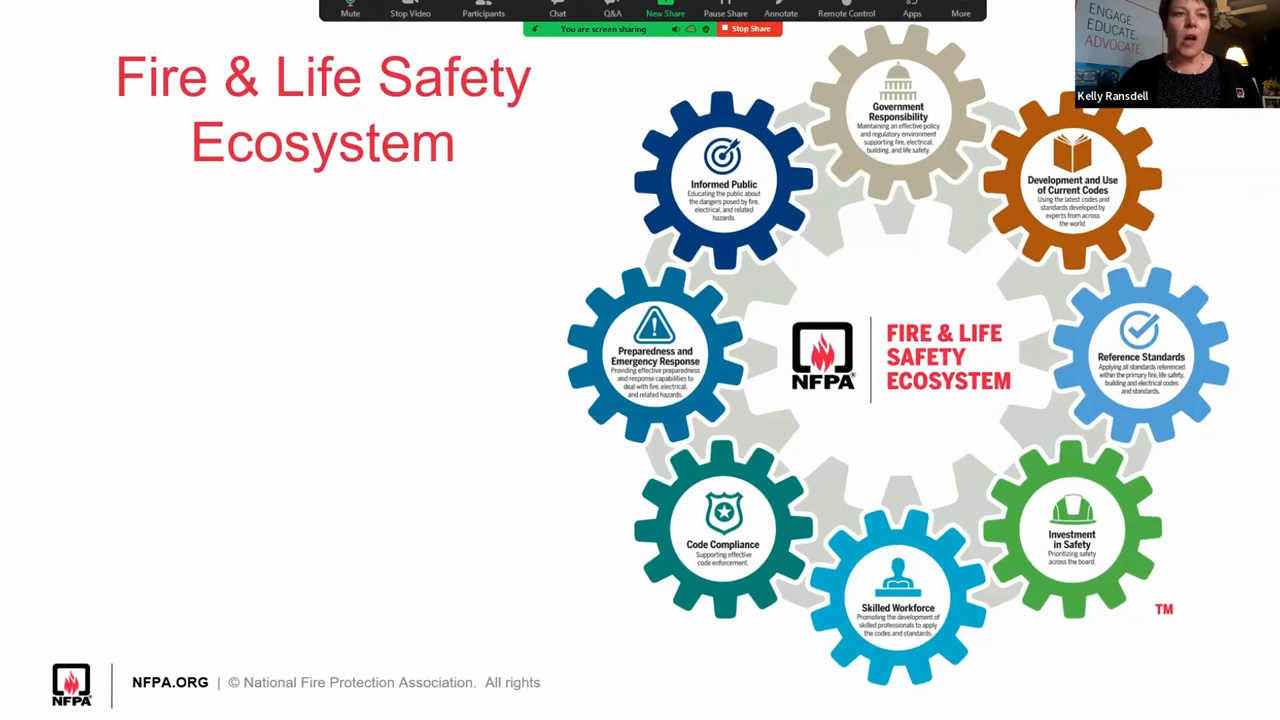 Mute
Stop Video
Participants
Chat
Q&A
New Share
Pause Share
Annotate
Remote Control
Apps
More
You are screen sharing
Stop Share
ENGAGE.
EDUCATE.
ADVOCATE.
Kelly Ransdell
Fire & Life Safety
Ecosystem
Government
Responsibility
Maintaining an effective policy
and regulatory environment
supporting fire, electrical,
building, and life safety.
Development and Use
of Current Codes
Using the latest codes and
standards developed by
experts from across
the world.
Reference Standards
Applying all standards referenced
within the primary fire, life safety,
building and electrical codes
and standards.
Investment
in Safety
Prioritizing safety
across the board.
Skilled Workforce
Promoting the development of
skilled professionals to apply
the codes and standards.
Code Compliance
Supporting effective
code enforcement.
Preparedness and
Emergency Response
Providing effective preparedness
and response capabilities to
deal with fire, electrical,
and related hazards.
Informed Public
Educating the public about
the dangers posed by fire,
electrical, and related
hazards.
NFPA®
FIRE & LIFE
SAFETY
ECOSYSTEM
TM
NFPA
NFPA.ORG | © National Fire Protection Association. All rights